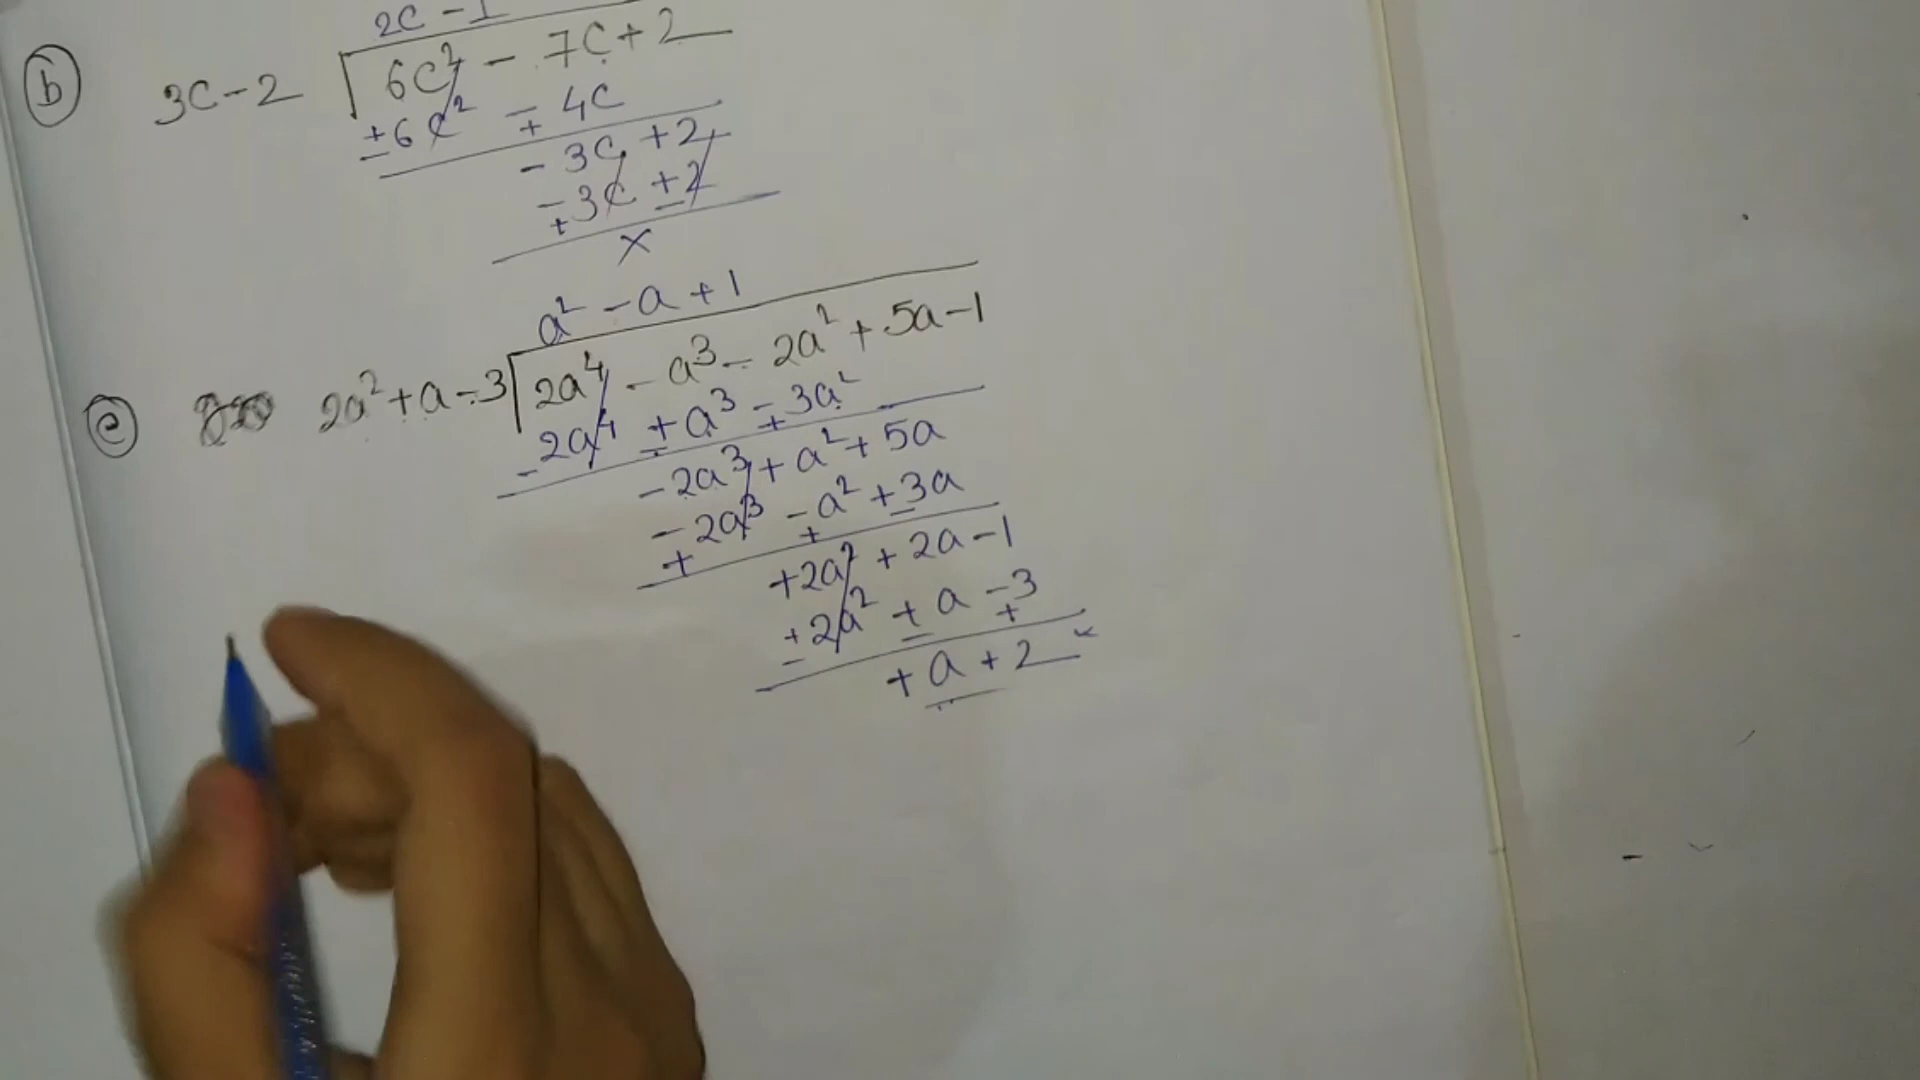 2c - 1
b 3c - 2 6c² - 7c + 2
± 6c² ∓ 4c
- 3c + 2
∓ 3c ± 2
×
a² - a + 1
2a² + a - 3 2a⁴ - a³ - 2a² + 5a - 1
- 2a⁴ ± a³ ∓ 3a²
- 2a³ + a² + 5a
∓ 2a³ ∓ a² ± 3a
+ 2a² + 2a - 1
± 2a² ± a ∓ 3
+ a + 2